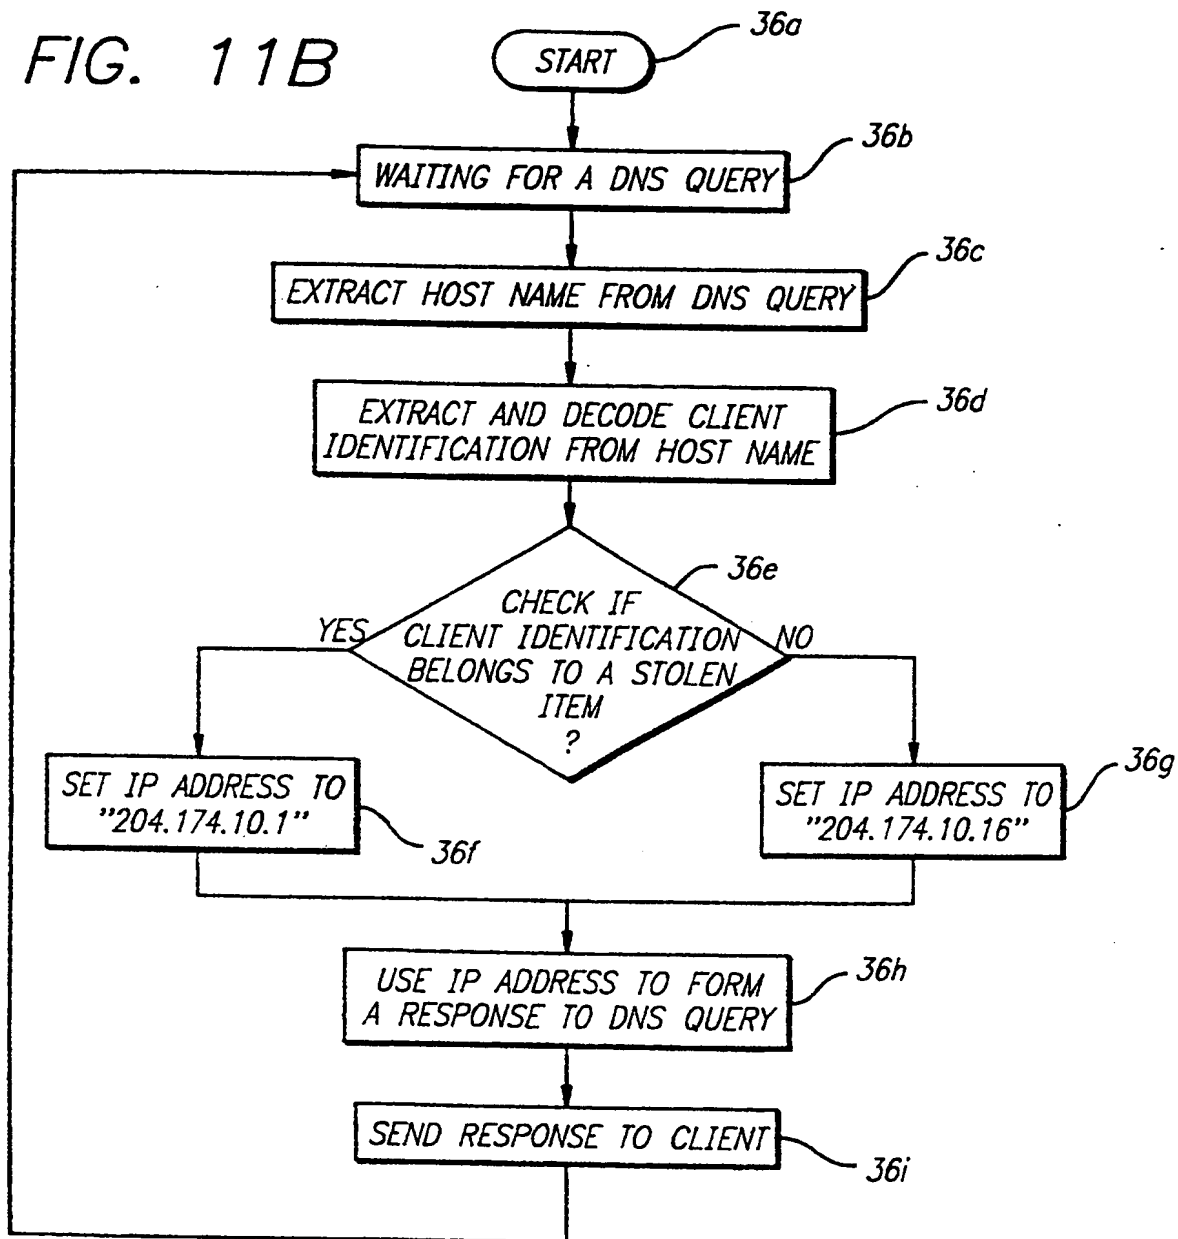 FIG. 11B
START
36a
WAITING FOR A DNS QUERY
36b
EXTRACT HOST NAME FROM DNS QUERY
36c
EXTRACT AND DECODE CLIENT
IDENTIFICATION FROM HOST NAME
36d
CHECK IF
CLIENT IDENTIFICATION
BELONGS TO A STOLEN
ITEM
?
36e
YES
NO
SET IP ADDRESS TO
"204.174.10.1"
36f
SET IP ADDRESS TO
"204.174.10.16"
36g
USE IP ADDRESS TO FORM
A RESPONSE TO DNS QUERY
36h
SEND RESPONSE TO CLIENT
36i